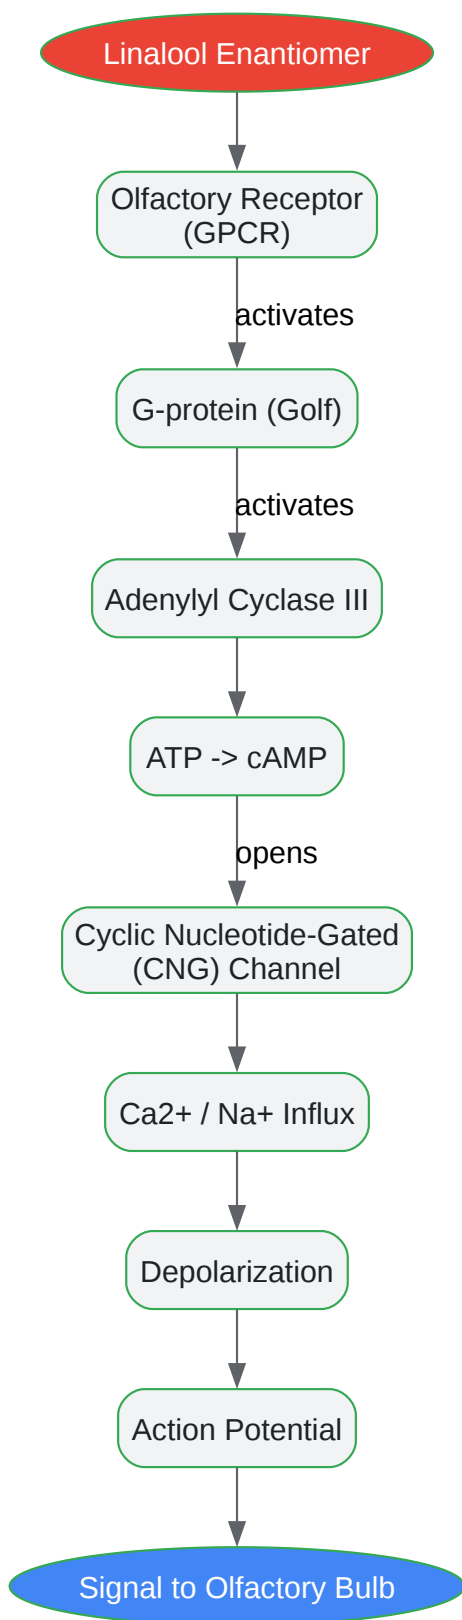 Linalool Enantiomer
Olfactory Receptor
(GPCR)
activates
G-protein (Golf)
activates
Adenylyl Cyclase III
ATP -> cAMP
opens
Cyclic Nucleotide-Gated
(CNG) Channel
Ca2+ / Na+ Influx
Depolarization
Action Potential
Signal to Olfactory Bulb